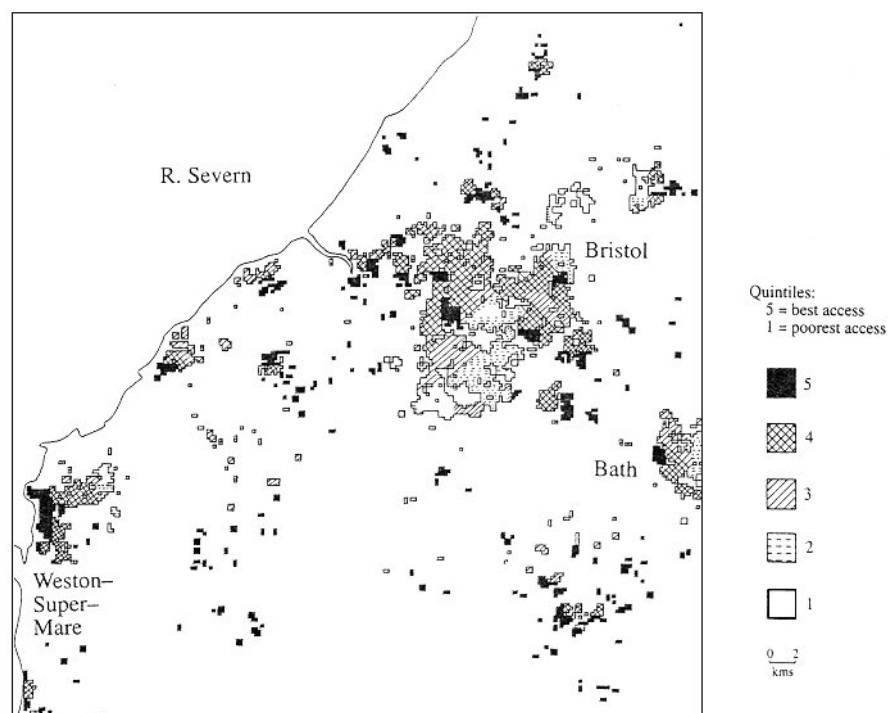 R. Severn
Bristol
Bath
Weston–
Super–
Mare
Quintiles:
5 = best access
1 = poorest access
5
4
3
2
1
0 2
kms